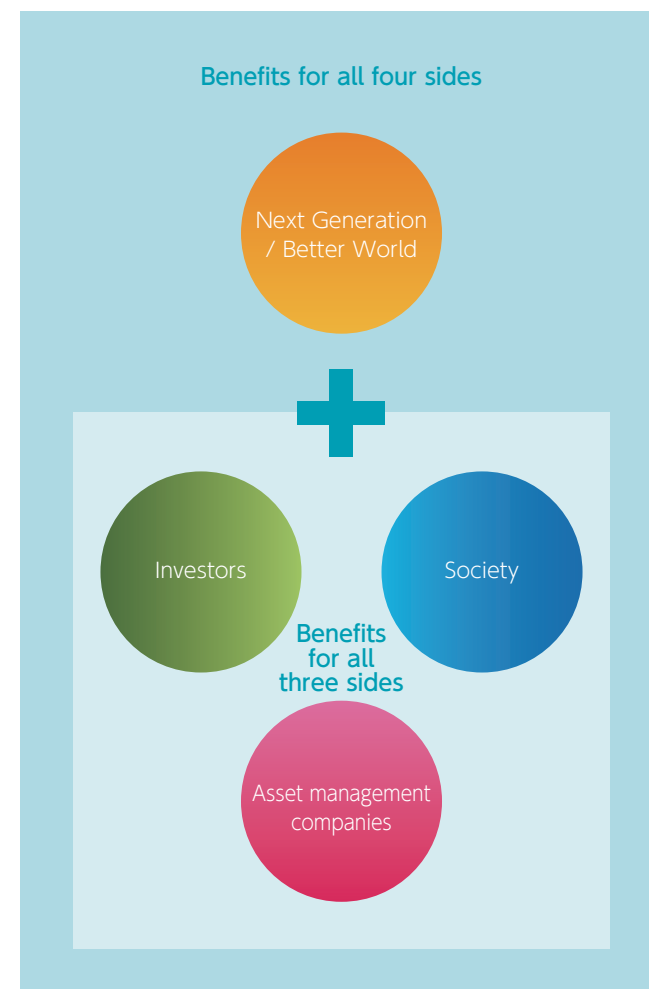 Benefits for all four sides
Next Generation
/ Better World
Investors
Society
Benefits
for all
three sides
Asset management
companies